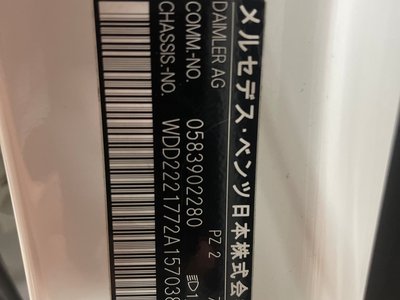 メルセデス・ベンツ日本株式会
DAIMLER AG
COMM.-NO. 0583902280
PZ 2
CHASSIS.-NO. WDD2221772A157038